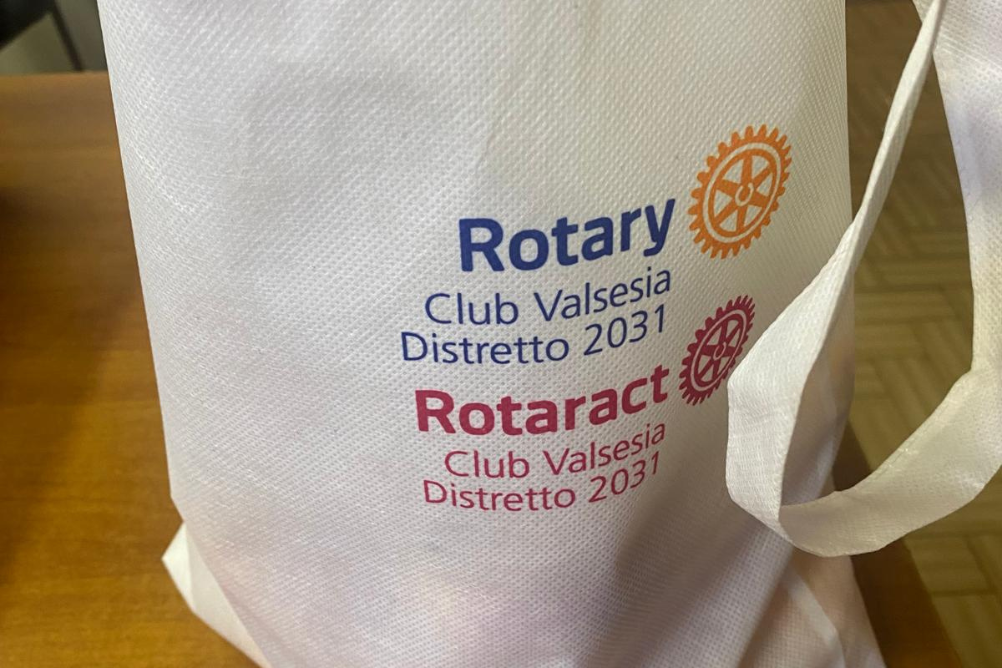 Rotary
Club Valsesia
Distretto 2031
Rotaract
Club Valsesia
Distretto 2031